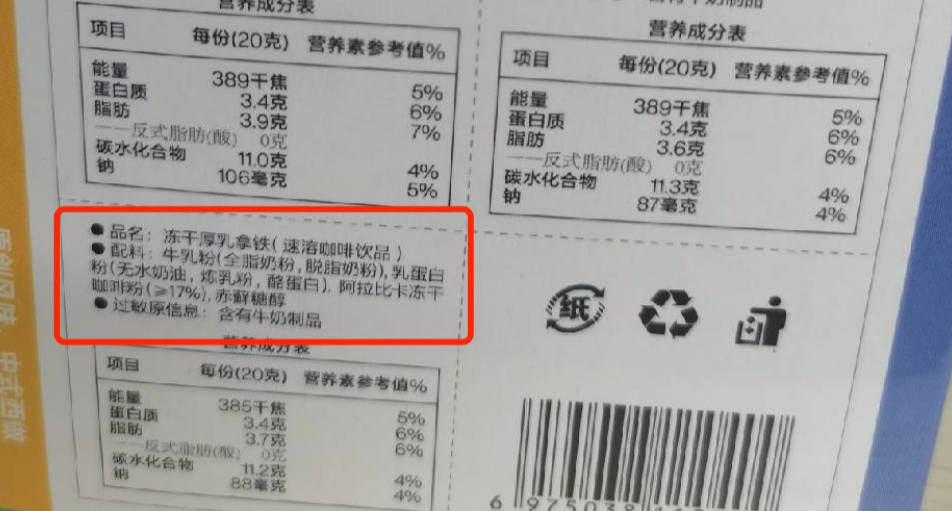 营养成分表
项目 每份(20克) 营养素参考值%
能量 389千焦 5%
蛋白质 3.4克 6%
脂肪 3.9克 7%
——反式脂肪(酸) 0克
碳水化合物 11.0克 4%
钠 106毫克 5%
营养成分表
项目 每份(20克) 营养素参考值%
能量 389千焦 5%
蛋白质 3.4克 6%
脂肪 3.6克 6%
——反式脂肪(酸) 0克
碳水化合物 11.3克 4%
钠 87毫克 4%
●品名：冻干厚乳拿铁(速溶咖啡饮品)
●配料：牛乳粉(全脂奶粉，脱脂奶粉)，乳蛋白
粉(无水奶油，炼乳粉，酪蛋白)，阿拉比卡冻干
咖啡粉(≥17%)，赤藓糖醇
●过敏原信息：含有牛奶制品
营养成分表
项目 每份(20克) 营养素参考值%
能量 385千焦 5%
蛋白质 3.4克 6%
脂肪 3.7克 6%
——反式脂肪(酸) 0克
碳水化合物 11.2克 4%
钠 88毫克 4%
纸
6 975038
原创风味 中式西做